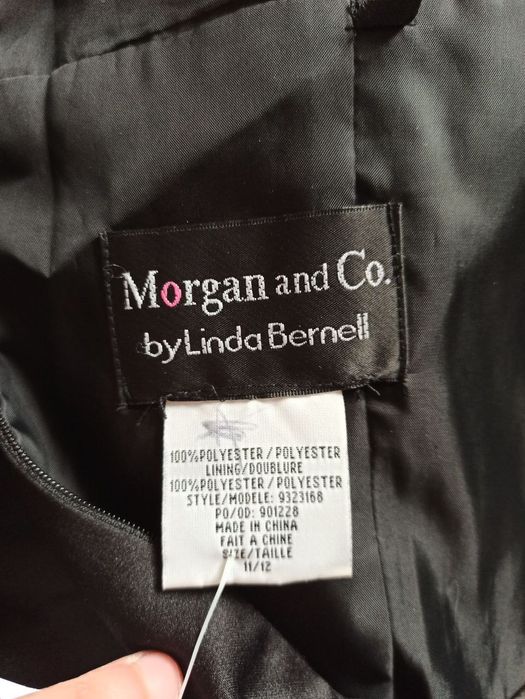 Morgan and Co.
by Linda Bernell
100%POLYESTER / POLYESTER
LINING/DOUBLURE
100%POLYESTER / POLYESTER
STYLE/MODELE: 9323168
PO/OD: 901228
MADE IN CHINA
FAIT A CHINE
SIZE/TAILLE
11/12